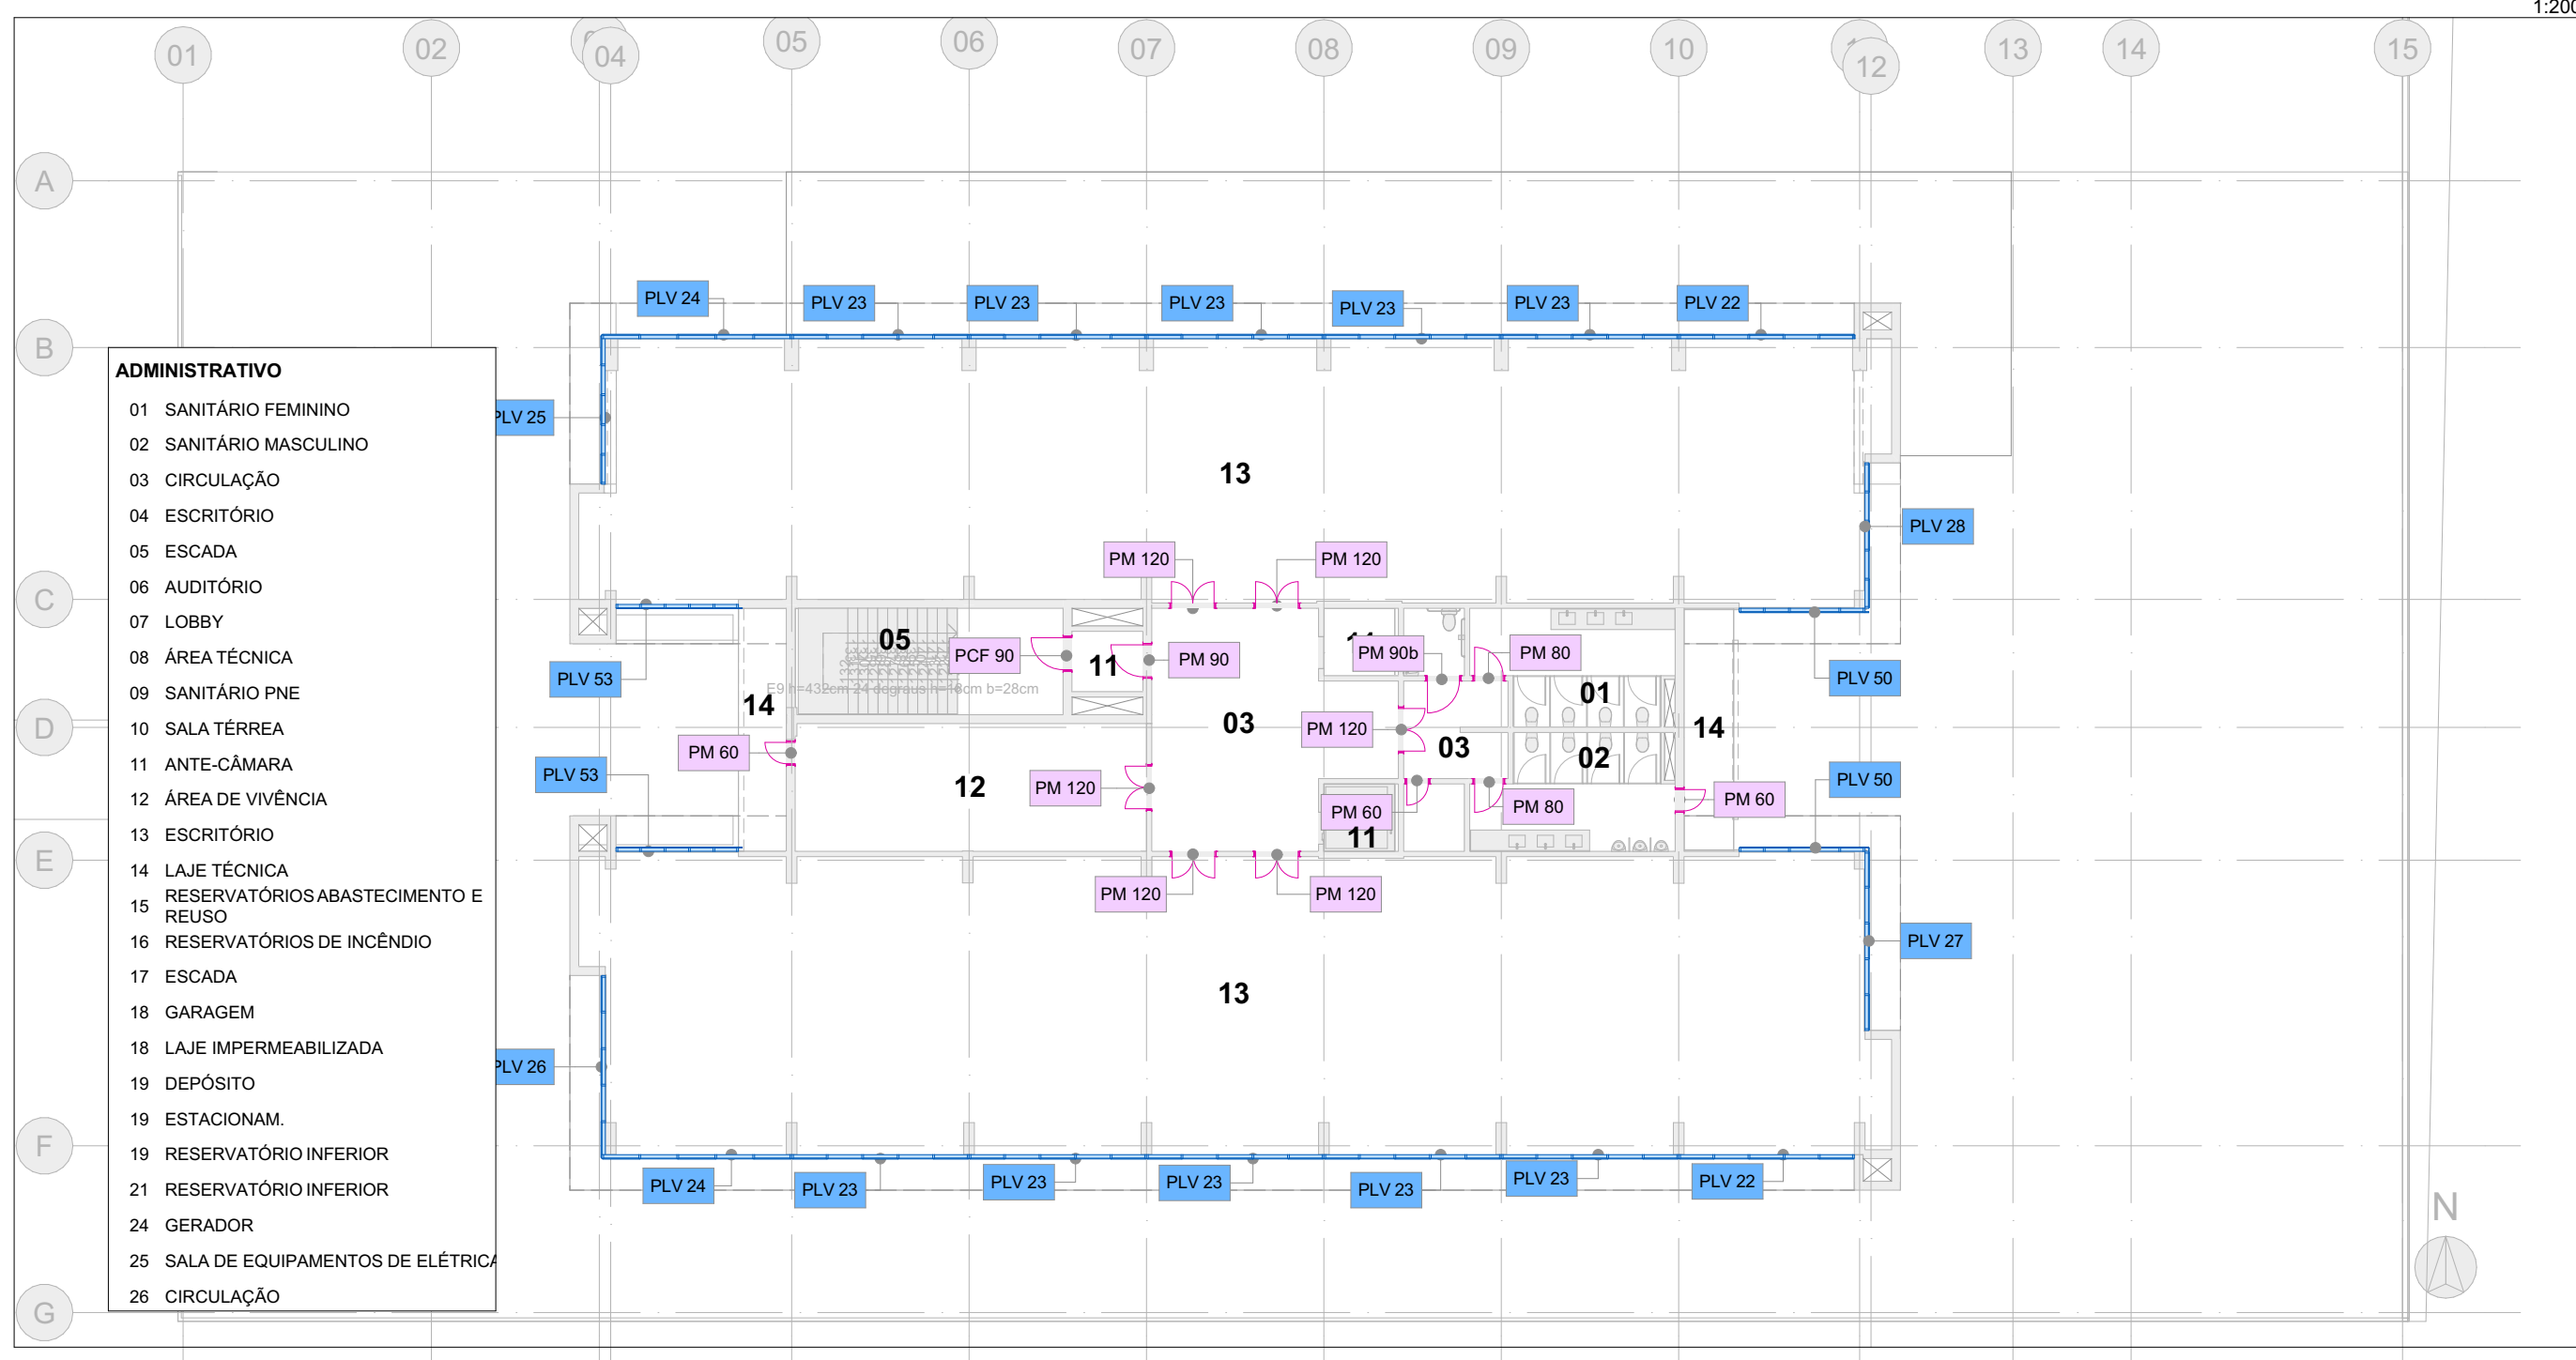 1:200
01
02
04
05
06
07
08
09
10
12
13
14
15
A
B
C
D
E
F
G
PLV 24
PLV 23
PLV 23
PLV 23
PLV 23
PLV 23
PLV 22
ADMINISTRATIVO
01 SANITÁRIO FEMININO
02 SANITÁRIO MASCULINO
03 CIRCULAÇÃO
04 ESCRITÓRIO
05 ESCADA
06 AUDITÓRIO
07 LOBBY
08 ÁREA TÉCNICA
09 SANITÁRIO PNE
10 SALA TÉRREA
11 ANTE-CÂMARA
12 ÁREA DE VIVÊNCIA
13 ESCRITÓRIO
14 LAJE TÉCNICA
15 RESERVATÓRIOS ABASTECIMENTO E
REUSO
16 RESERVATÓRIOS DE INCÊNDIO
17 ESCADA
18 GARAGEM
18 LAJE IMPERMEABILIZADA
19 DEPÓSITO
19 ESTACIONAM.
19 RESERVATÓRIO INFERIOR
21 RESERVATÓRIO INFERIOR
24 GERADOR
25 SALA DE EQUIPAMENTOS DE ELÉTRICA
26 CIRCULAÇÃO
PLV 25
13
PLV 28
PM 120
PM 120
05
PCF 90
11
PM 90
11
PM 90b
PM 80
PLV 53
E9 h=432cm 24 degraus h=18cm b=28cm
01
PLV 50
14
03
PM 120
14
PM 60
03
02
PLV 53
12
PM 120
PM 60
PM 80
PM 60
PLV 50
11
PM 120
PM 120
PLV 27
13
PLV 26
PLV 24
PLV 23
PLV 23
PLV 23
PLV 23
PLV 23
PLV 22
N